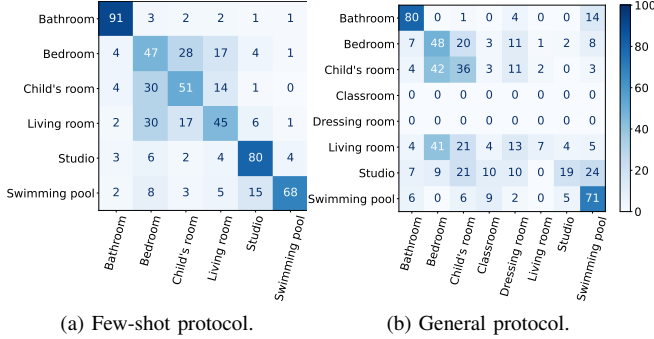 Bathroom 91 3 2 2 1 1
Bedroom 4 47 28 17 4 1
Child's room 4 30 51 14 1 0
Living room 2 30 17 45 6 1
Studio 3 6 2 4 80 4
Swimming pool 2 8 3 5 15 68
Bathroom Bedroom Child's room Living room Studio Swimming pool
(a) Few-shot protocol.
Bathroom 80 0 1 0 4 0 0 14
Bedroom 7 48 20 3 11 1 2 8
Child's room 4 42 36 3 11 2 0 3
Classroom 0 0 0 0 0 0 0 0
Dressing room 0 0 0 0 0 0 0 0
Living room 4 41 21 4 13 7 4 5
Studio 7 9 21 10 10 0 19 24
Swimming pool 6 0 6 9 2 0 5 71
Bathroom Bedroom Child's room Classroom Dressing room Living room Studio Swimming pool
100
80
60
40
20
0
(b) General protocol.